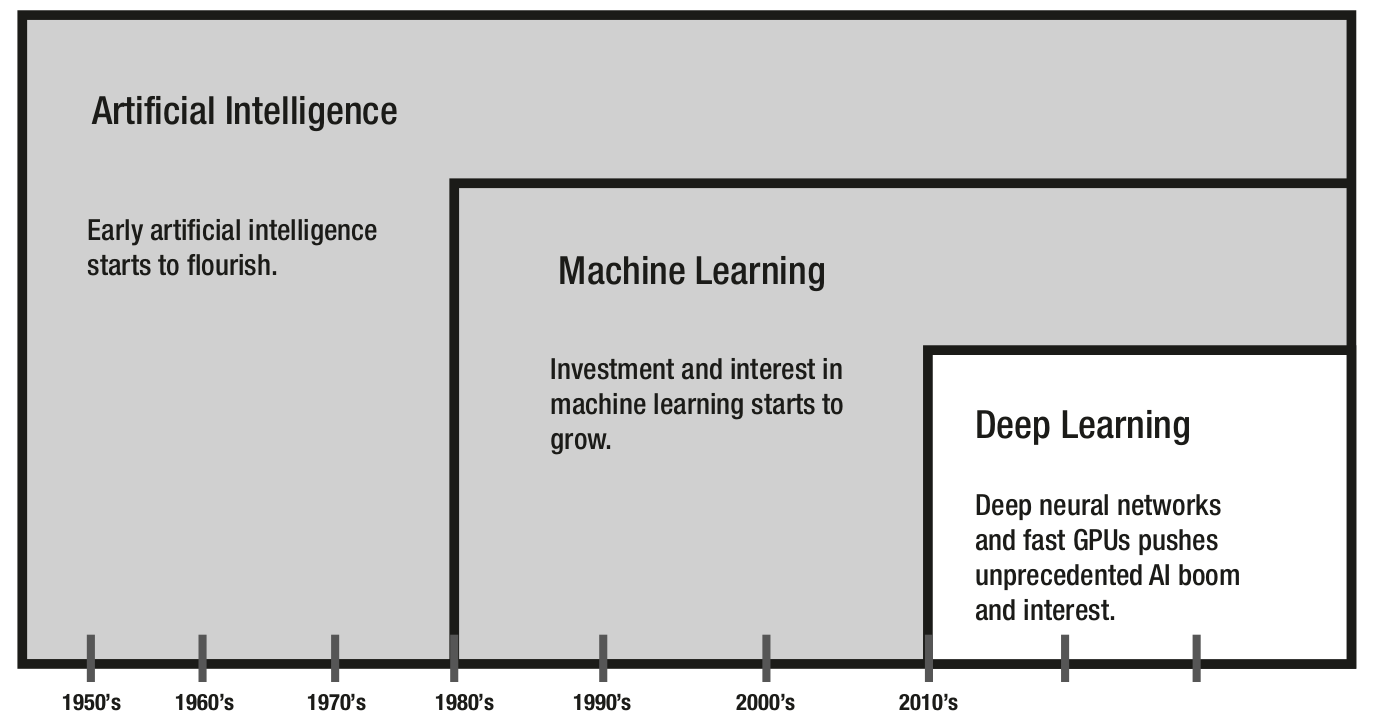 Artificial Intelligence
Early artificial intelligence
starts to flourish.
Machine Learning
Investment and interest in
machine learning starts to
grow.
Deep Learning
Deep neural networks
and fast GPUs pushes
unprecedented AI boom
and interest.
1950’s 1960’s 1970’s 1980’s 1990’s 2000’s 2010’s